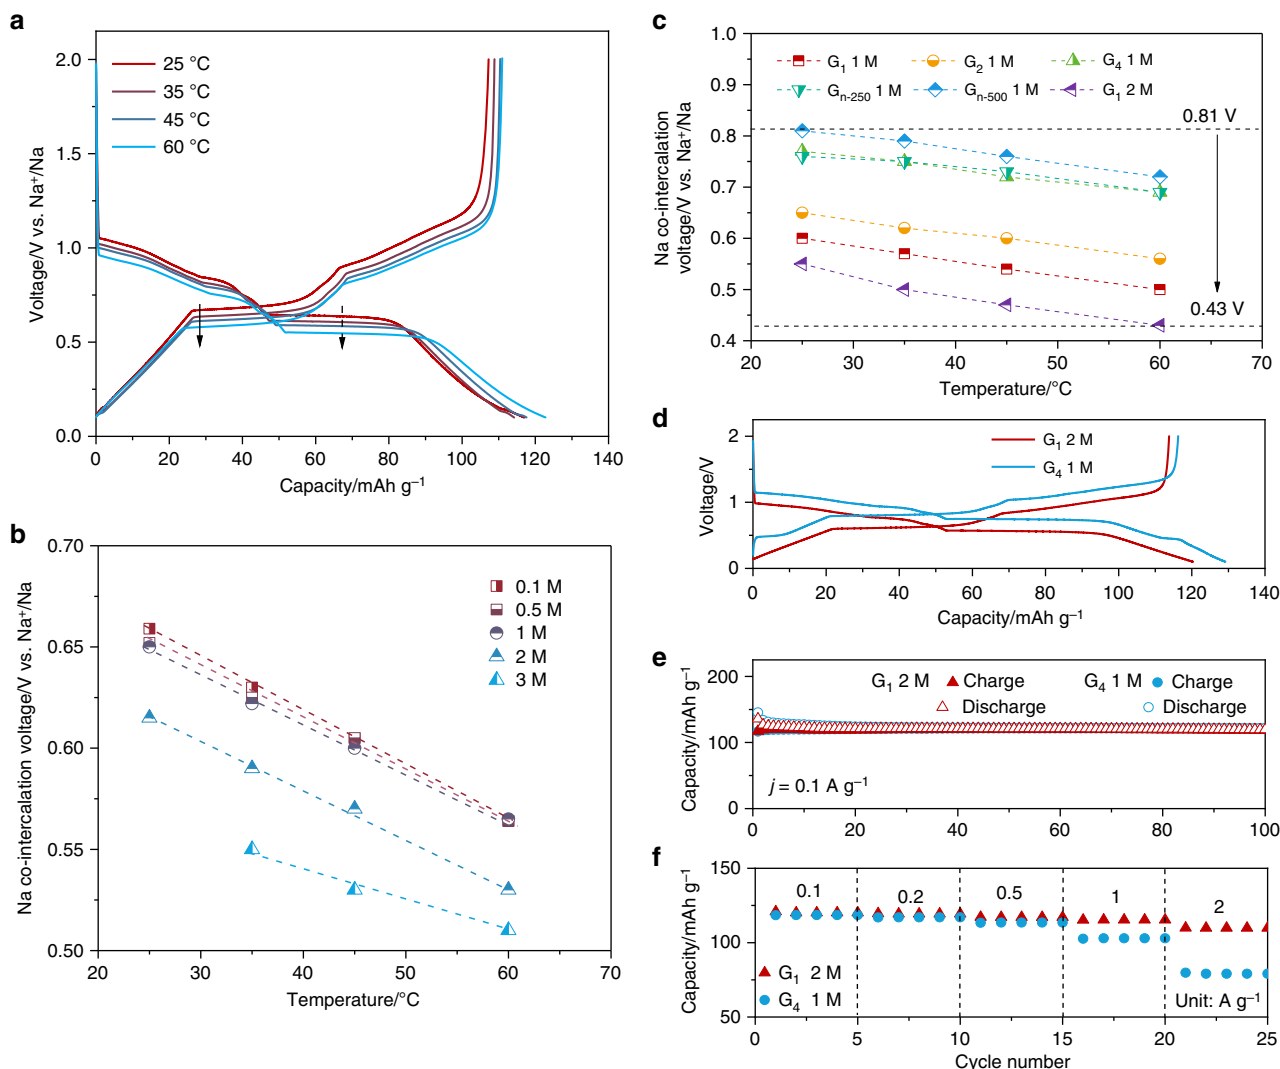 a
2.0
1.5
1.0
0.5
0.0
Voltage/V vs. Na⁺/Na
25 °C
35 °C
45 °C
60 °C
0 20 40 60 80 100 120 140
Capacity/mAh g⁻¹
b
0.70
0.65
0.60
0.55
0.50
Na co-intercalation voltage/V vs. Na⁺/Na
0.1 M
0.5 M
1 M
2 M
3 M
20 30 40 50 60 70
Temperature/°C
c
1.0
0.9
0.8
0.7
0.6
0.5
0.4
Na co-intercalation
voltage/V vs. Na⁺/Na
G₁ 1 M G₂ 1 M G₄ 1 M
Gn-250 1 M Gn-500 1 M G₁ 2 M
0.81 V
0.43 V
20 30 40 50 60 70
Temperature/°C
d
2
1
0
Voltage/V
G₁ 2 M
G₄ 1 M
0 20 40 60 80 100 120 140
Capacity/mAh g⁻¹
e
200
100
0
Capacity/mAh g⁻¹
G₁ 2 M Charge G₄ 1 M Charge
Discharge Discharge
j = 0.1 A g⁻¹
0 20 40 60 80 100
f
150
100
50
Capacity/mAh g⁻¹
0.1 0.2 0.5 1 2
G₁ 2 M
G₄ 1 M
Unit: A g⁻¹
0 5 10 15 20 25
Cycle number